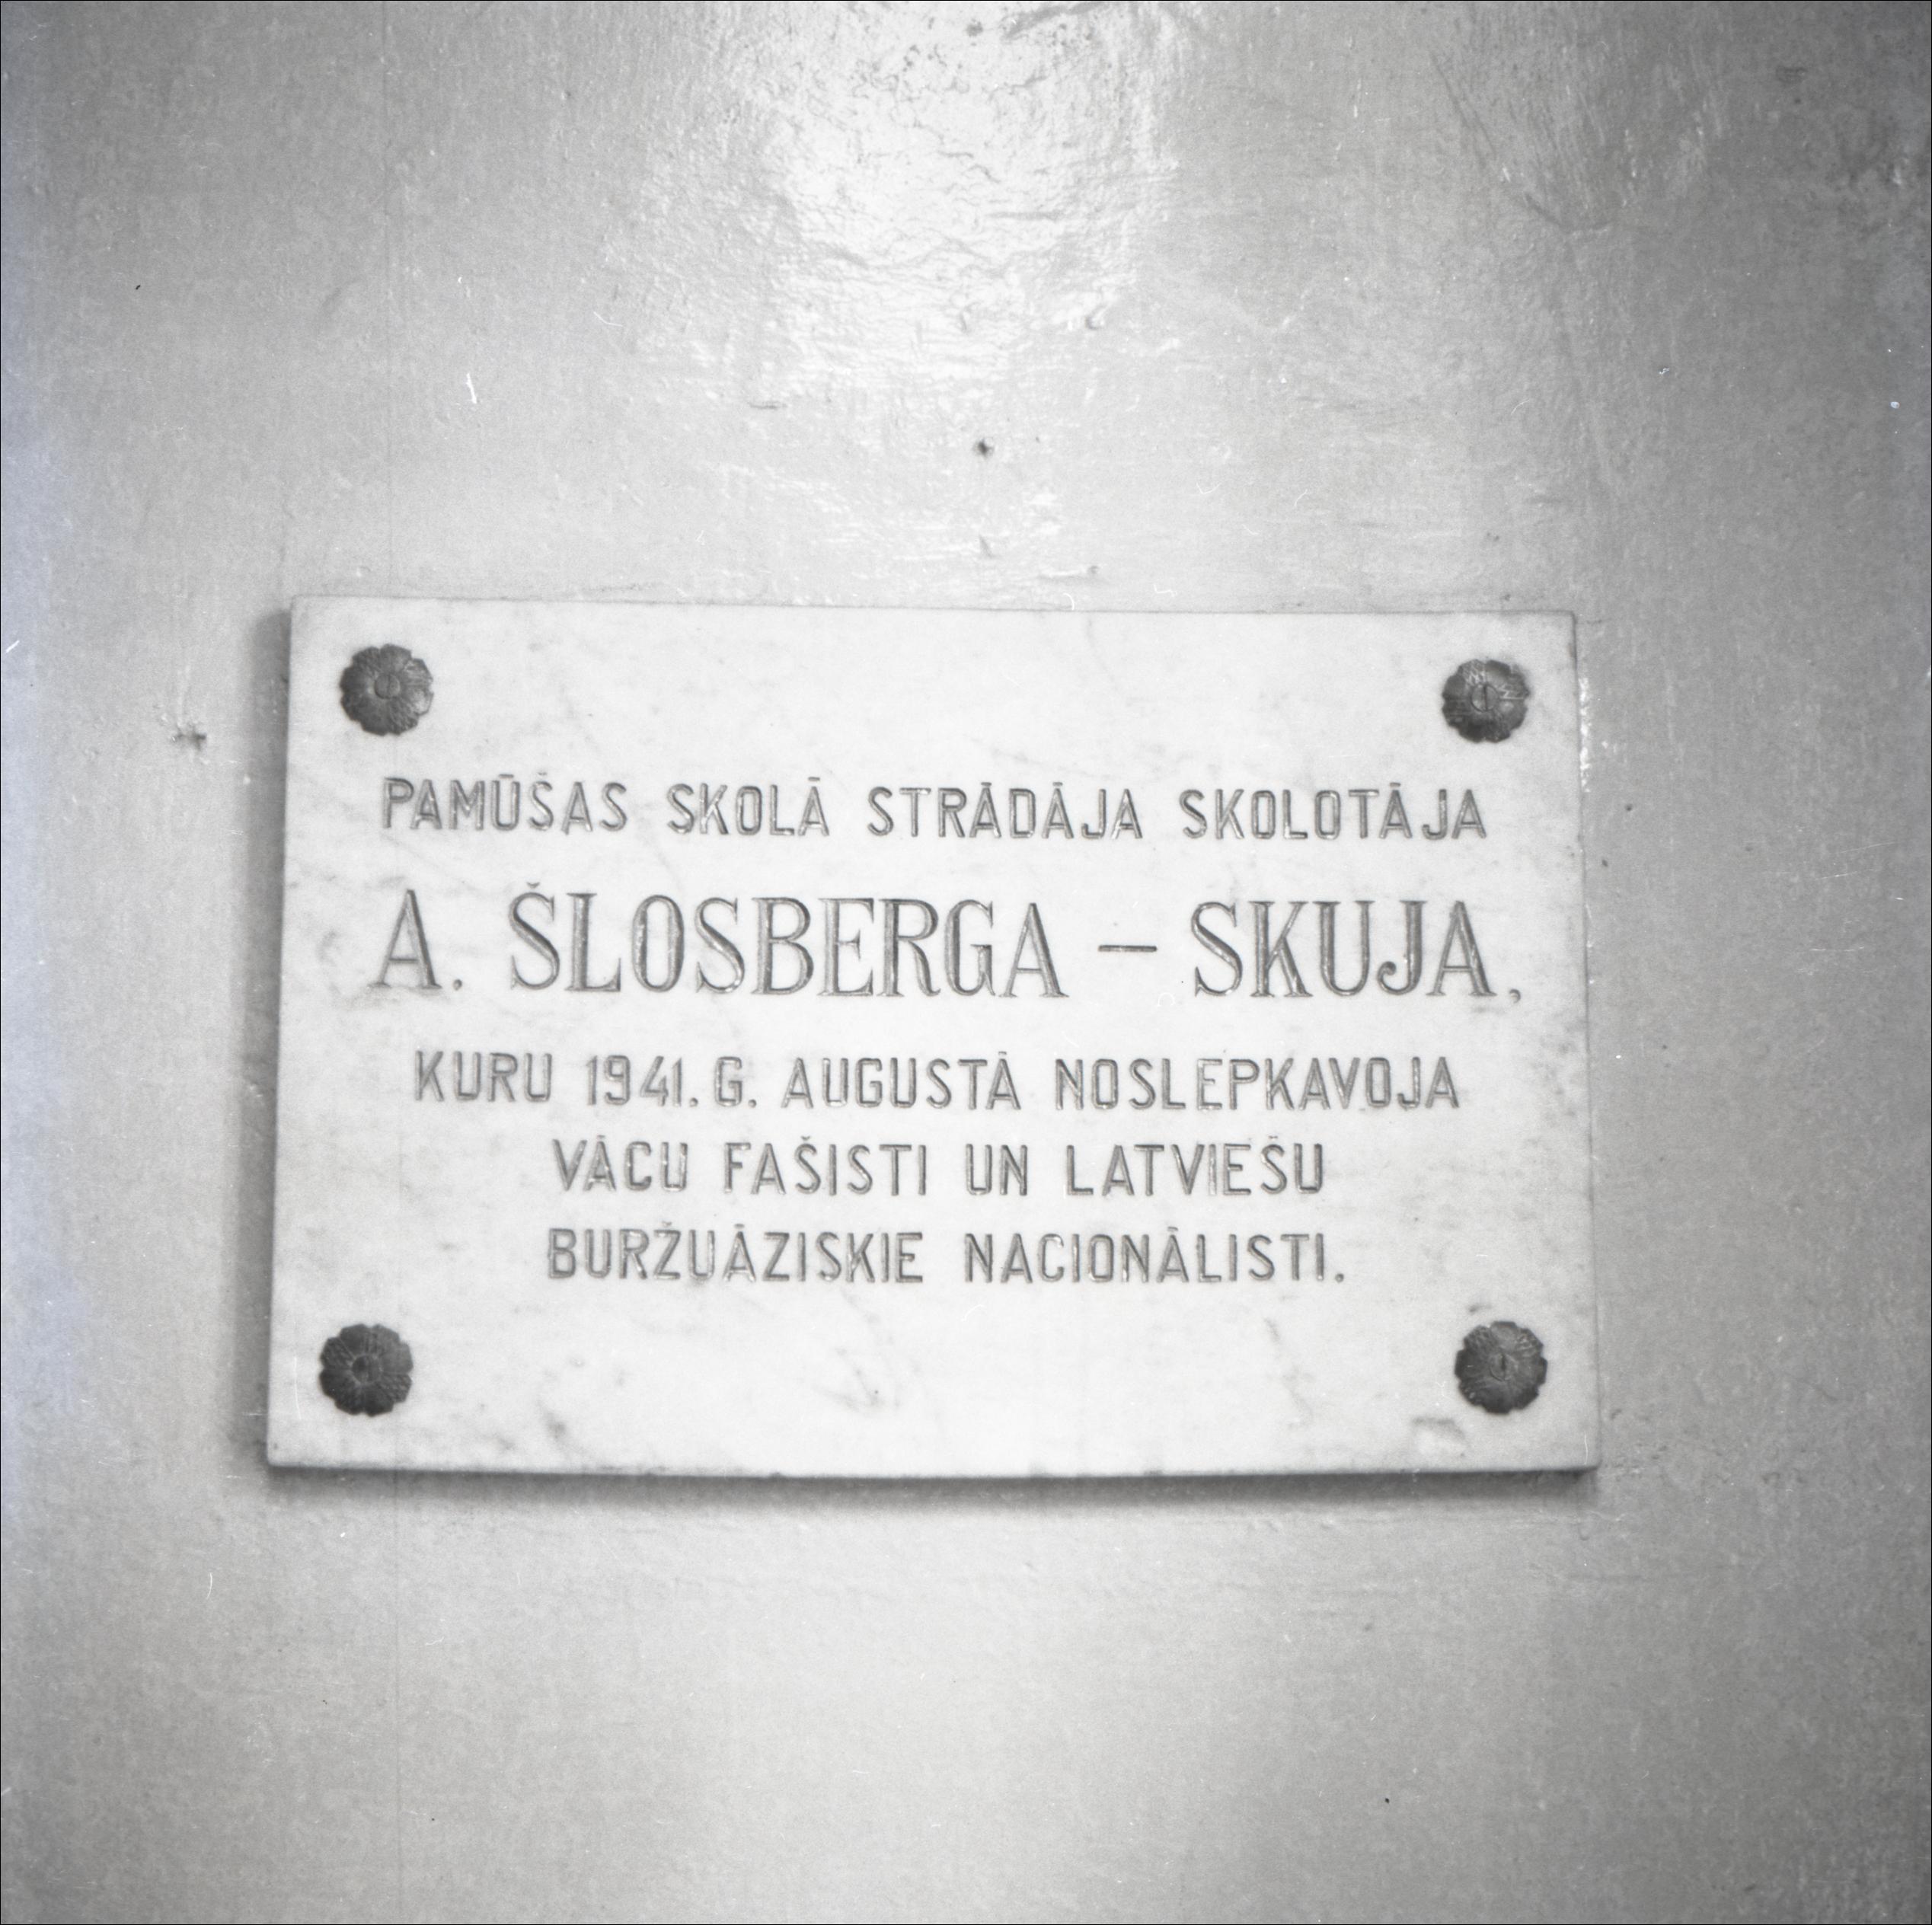 PAMŪŠAS SKOLĀ STRĀDĀJA SKOLOTĀJA
A. ŠLOSBERGA – SKUJA,
KURU 1941. G. AUGUSTĀ NOSLEPKAVOJA
VĀCU FAŠISTI UN LATVIEŠU
BURŽUĀZISKIE NACIONĀLISTI.